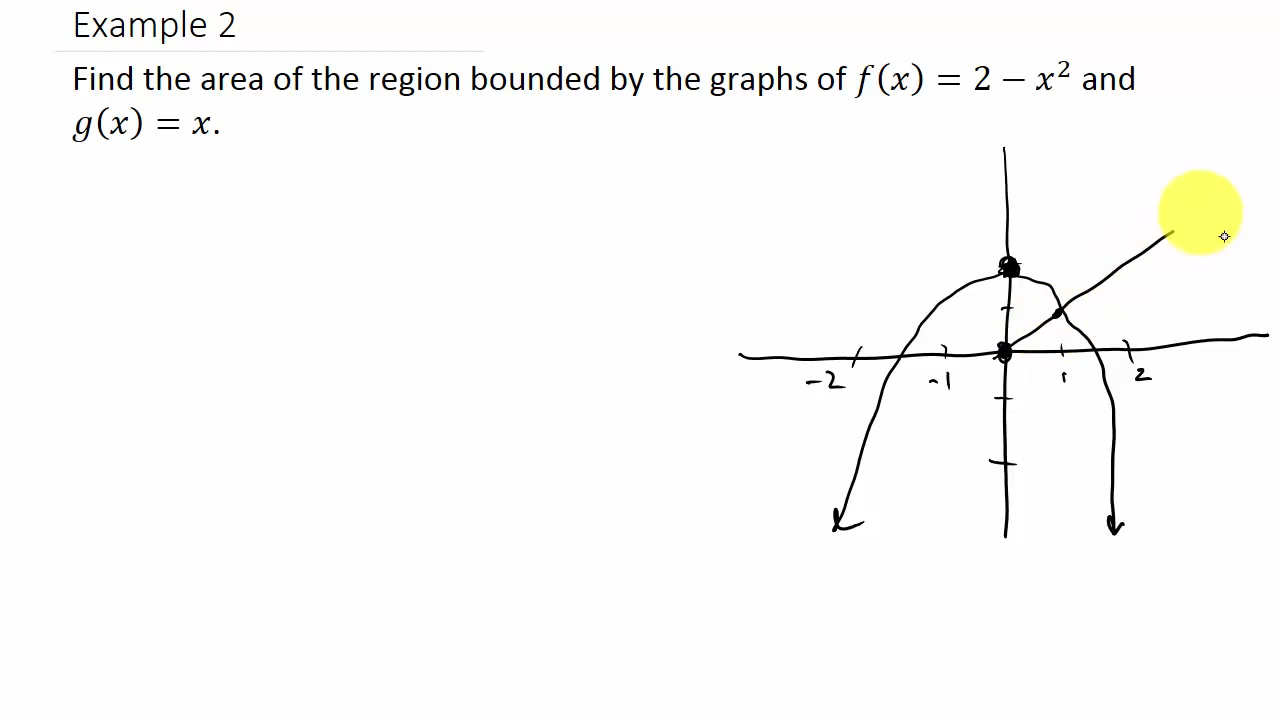 Example 2
Find the area of the region bounded by the graphs of f(x) = 2 − x² and
g(x) = x.
-2 -1 1 2